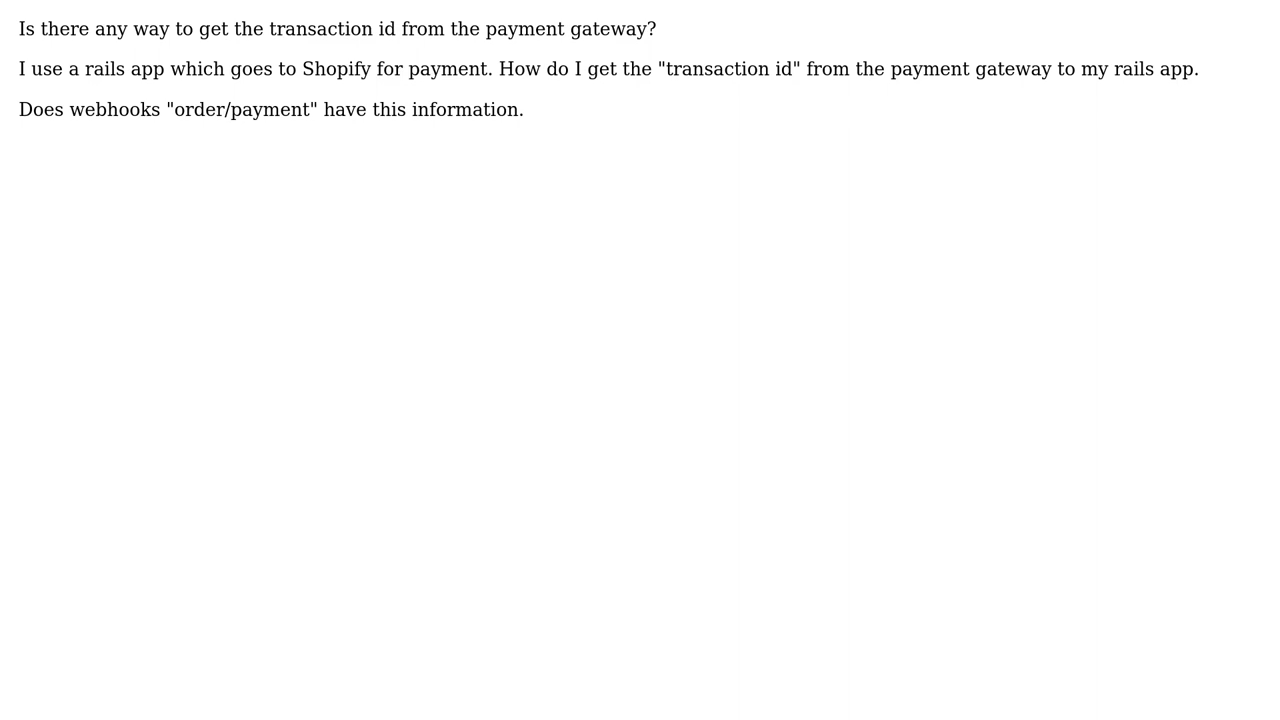 Is there any way to get the transaction id from the payment gateway?
I use a rails app which goes to Shopify for payment. How do I get the "transaction id" from the payment gateway to my rails app.
Does webhooks "order/payment" have this information.